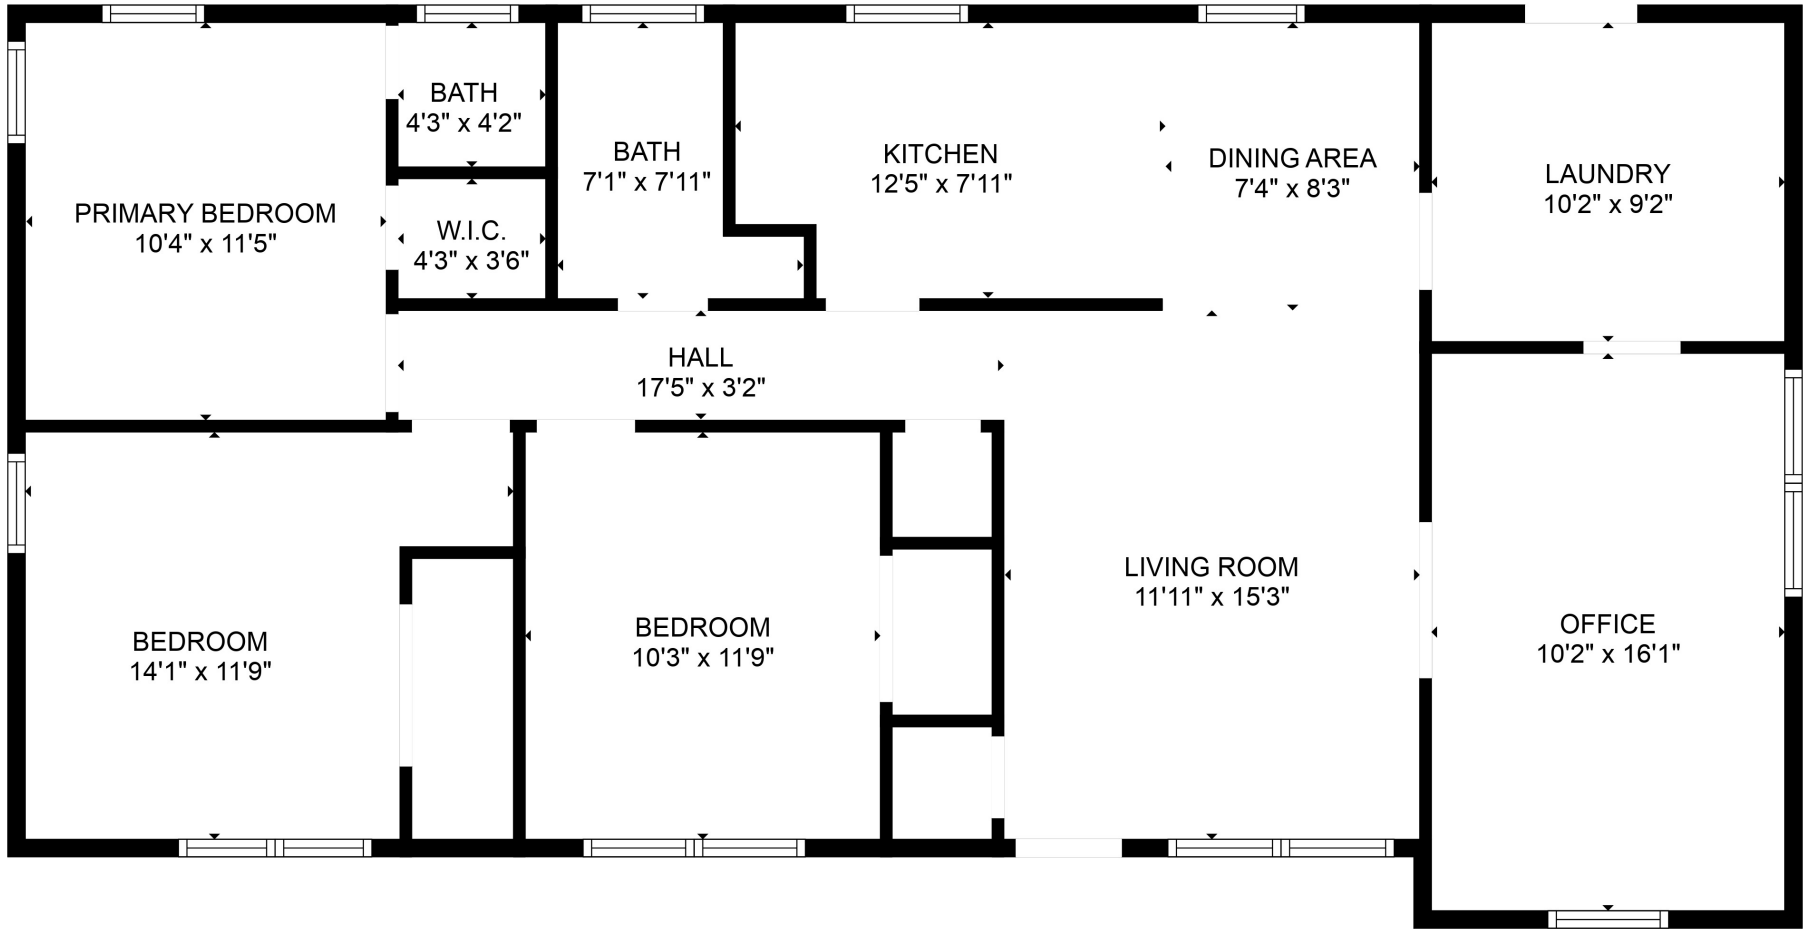 BATH
4'3" x 4'2"
BATH
7'1" x 7'11"
KITCHEN
12'5" x 7'11"
DINING AREA
7'4" x 8'3"
LAUNDRY
10'2" x 9'2"
PRIMARY BEDROOM
10'4" x 11'5"
W.I.C.
4'3" x 3'6"
HALL
17'5" x 3'2"
LIVING ROOM
11'11" x 15'3"
BEDROOM
14'1" x 11'9"
BEDROOM
10'3" x 11'9"
OFFICE
10'2" x 16'1"